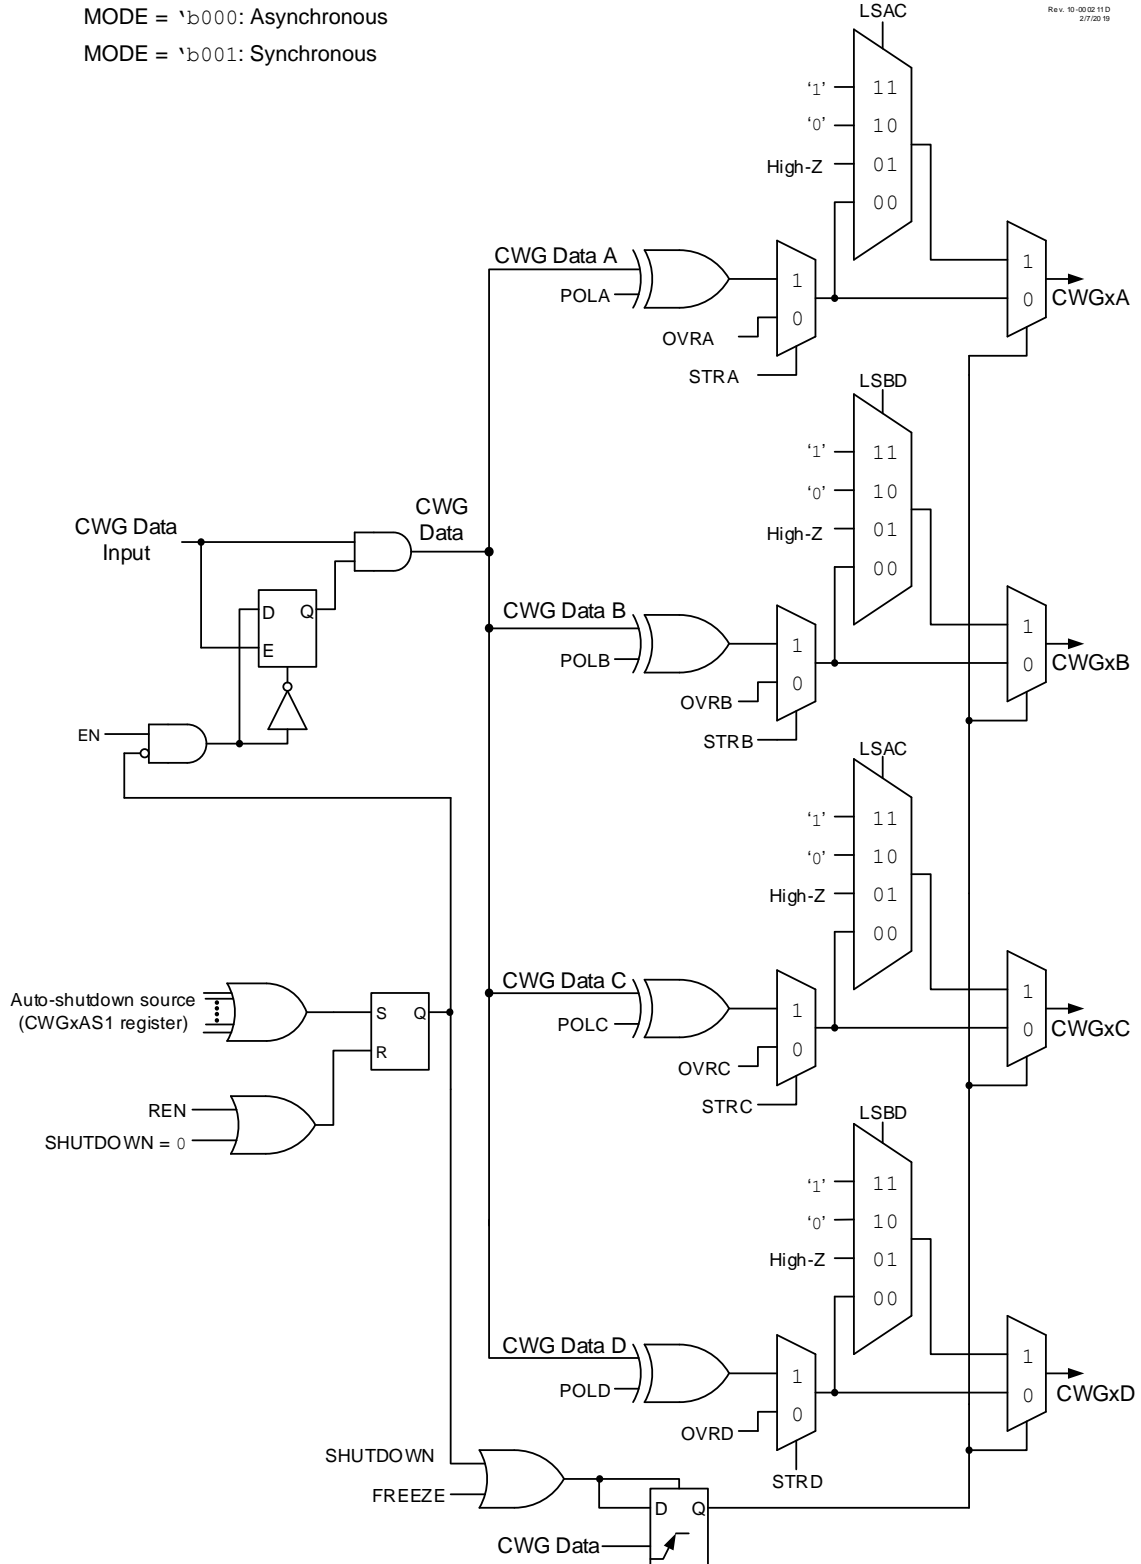 MODE = 'b000: Asynchronous
MODE = 'b001: Synchronous
Rev. 10-000211D
2/7/2019
LSAC
'1'
11
'0'
10
High-Z
01
00
CWG Data A
POLA
1
0
OVRA
STRA
1
0
CWGxA
LSBD
'1'
11
'0'
10
High-Z
01
00
CWG Data
Input
CWG
Data
D
Q
E
EN
CWG Data B
POLB
1
0
OVRB
STRB
1
0
CWGxB
LSAC
'1'
11
'0'
10
High-Z
01
00
Auto-shutdown source
(CWGxAS1 register)
S
Q
R
REN
SHUTDOWN = 0
CWG Data C
POLC
1
0
OVRC
STRC
1
0
CWGxC
LSBD
'1'
11
'0'
10
High-Z
01
00
CWG Data D
POLD
1
0
OVRD
STRD
1
0
CWGxD
SHUTDOWN
FREEZE
D
Q
CWG Data